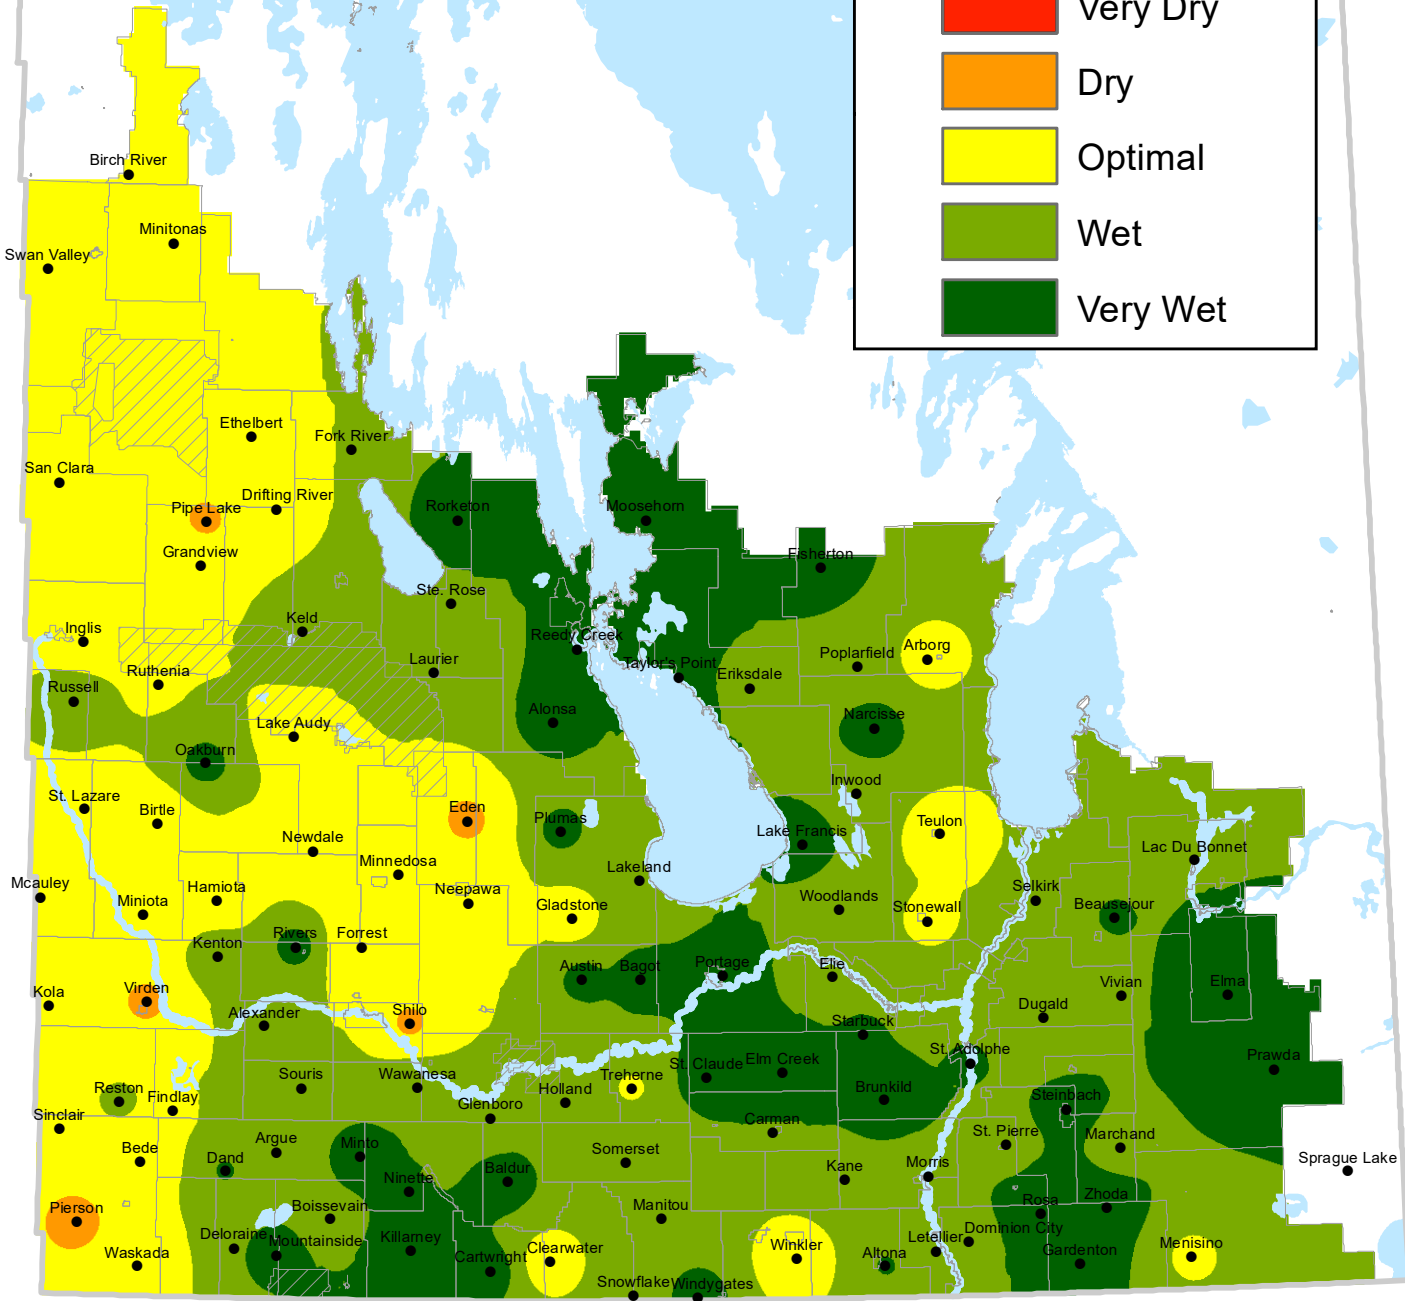 Very Dry
Dry
Optimal
Wet
Very Wet
Birch River
Minitonas
Swan Valley
Ethelbert
Fork River
San Clara
Drifting River
Pipe Lake
Rorketon
Moosehorn
Grandview
Fisherton
Ste. Rose
Keld
Inglis
Reedy Creek
Arborg
Poplarfield
Laurier
Taylor's Point
Eriksdale
Ruthenia
Russell
Alonsa
Narcisse
Lake Audy
Oakburn
Inwood
St. Lazare
Birtle
Eden
Plumas
Teulon
Newdale
Lake Francis
Lac Du Bonnet
Minnedosa
Lakeland
Mcauley
Hamiota
Neepawa
Selkirk
Miniota
Woodlands
Gladstone
Stonewall
Beausejour
Rivers
Forrest
Kenton
Portage
Elie
Austin
Bagot
Vivian
Elma
Virden
Kola
Dugald
Shilo
Alexander
Starbuck
St. Adolphe
Prawda
St. Claude
Elm Creek
Souris
Wawanesa
Treherne
Reston
Holland
Brunkild
Findlay
Glenboro
Steinbach
Sinclair
Carman
St. Pierre
Marchand
Argue
Minto
Bede
Dand
Somerset
Sprague Lake
Baldur
Kane
Morris
Ninette
Zhoda
Rosa
Pierson
Boissevain
Manitou
Dominion City
Deloraine
Mountainside
Killarney
Letellier
Winkler
Menisino
Waskada
Cartwright
Clearwater
Altona
Gardenton
Snowflake
Windygates